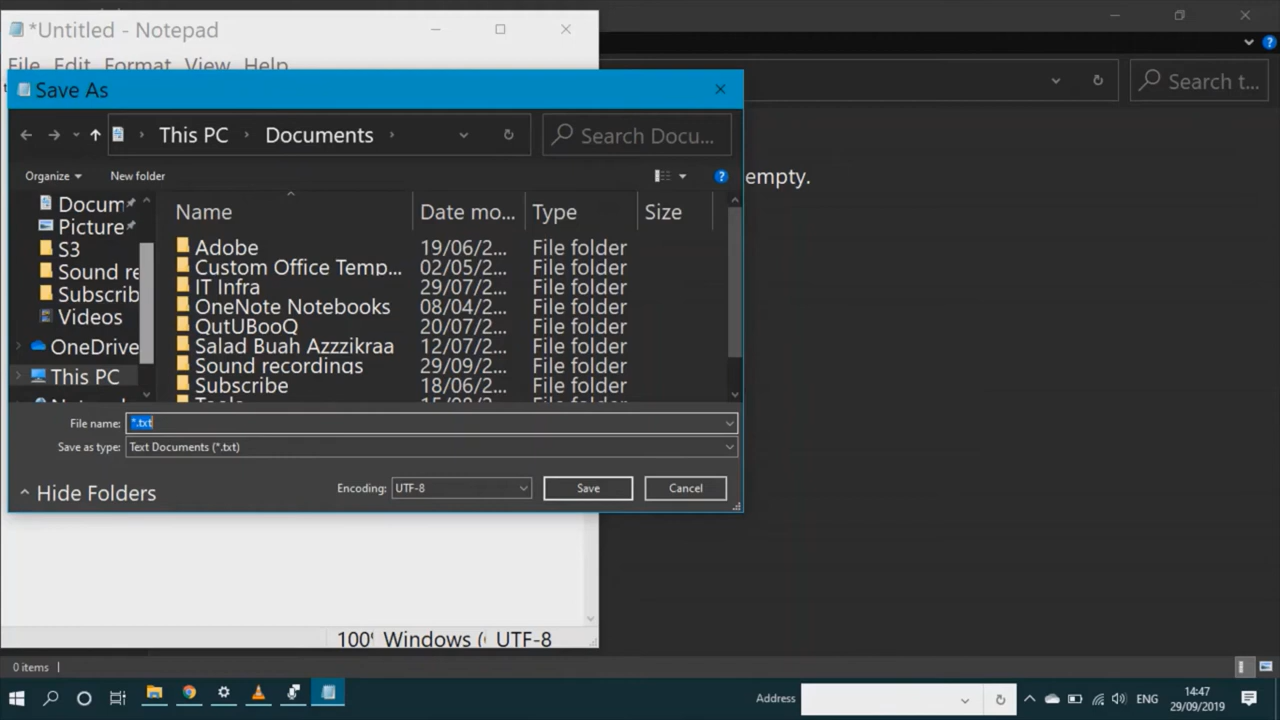 *Untitled - Notepad
File Edit Format View Help
Save As
This PC > Documents >
Search Docu...
Search t...
Organize
New folder
empty.
Name
Date mo...
Type
Size
Docum
Picture
S3
Sound re
Subscrib
Videos
OneDrive
This PC
Adobe 19/06/2... File folder
Custom Office Temp... 02/05/2... File folder
IT Infra 29/07/2... File folder
OneNote Notebooks 08/04/2... File folder
QutUBooQ 20/07/2... File folder
Salad Buah Azzzikraa 12/07/2... File folder
Sound recordings 29/09/2... File folder
Subscribe 18/06/2... File folder
File name: *.txt
Save as type: Text Documents (*.txt)
Hide Folders
Encoding: UTF-8
Save
Cancel
100% Windows ( UTF-8
0 items
Address
ENG
14:47
29/09/2019